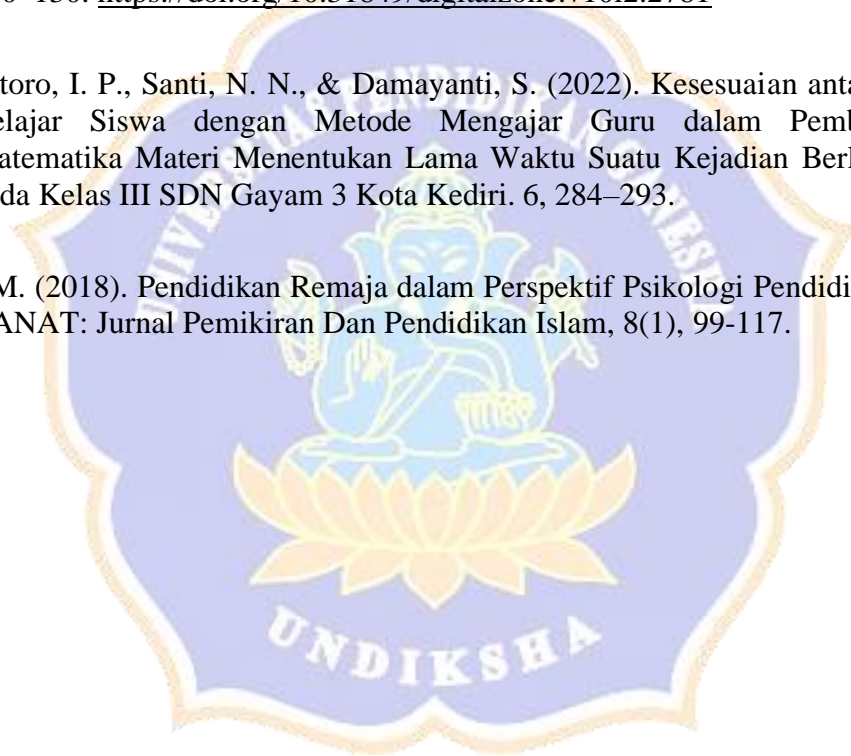 https://doi.org/10.31849/digitalzone.v10i2.2781
toro, I. P., Santi, N. N., & Damayanti, S. (2022). Kesesuaian anta
elajar Siswa dengan Metode Mengajar Guru dalam Pemb
atematika Materi Menentukan Lama Waktu Suatu Kejadian Berl
da Kelas III SDN Gayam 3 Kota Kediri. 6, 284–293.
M. (2018). Pendidikan Remaja dalam Perspektif Psikologi Pendidi
ANAT: Jurnal Pemikiran Dan Pendidikan Islam, 8(1), 99-117.
UNIVERSITAS PENDIDIKAN GANESHA
UNDIKSHA